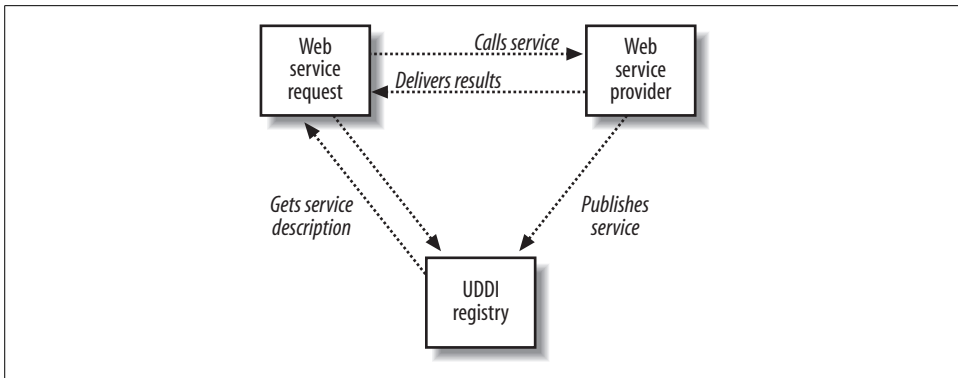 Web
service
request
Calls service
Delivers results
Web
service
provider
Gets service
description
Publishes
service
UDDI
registry